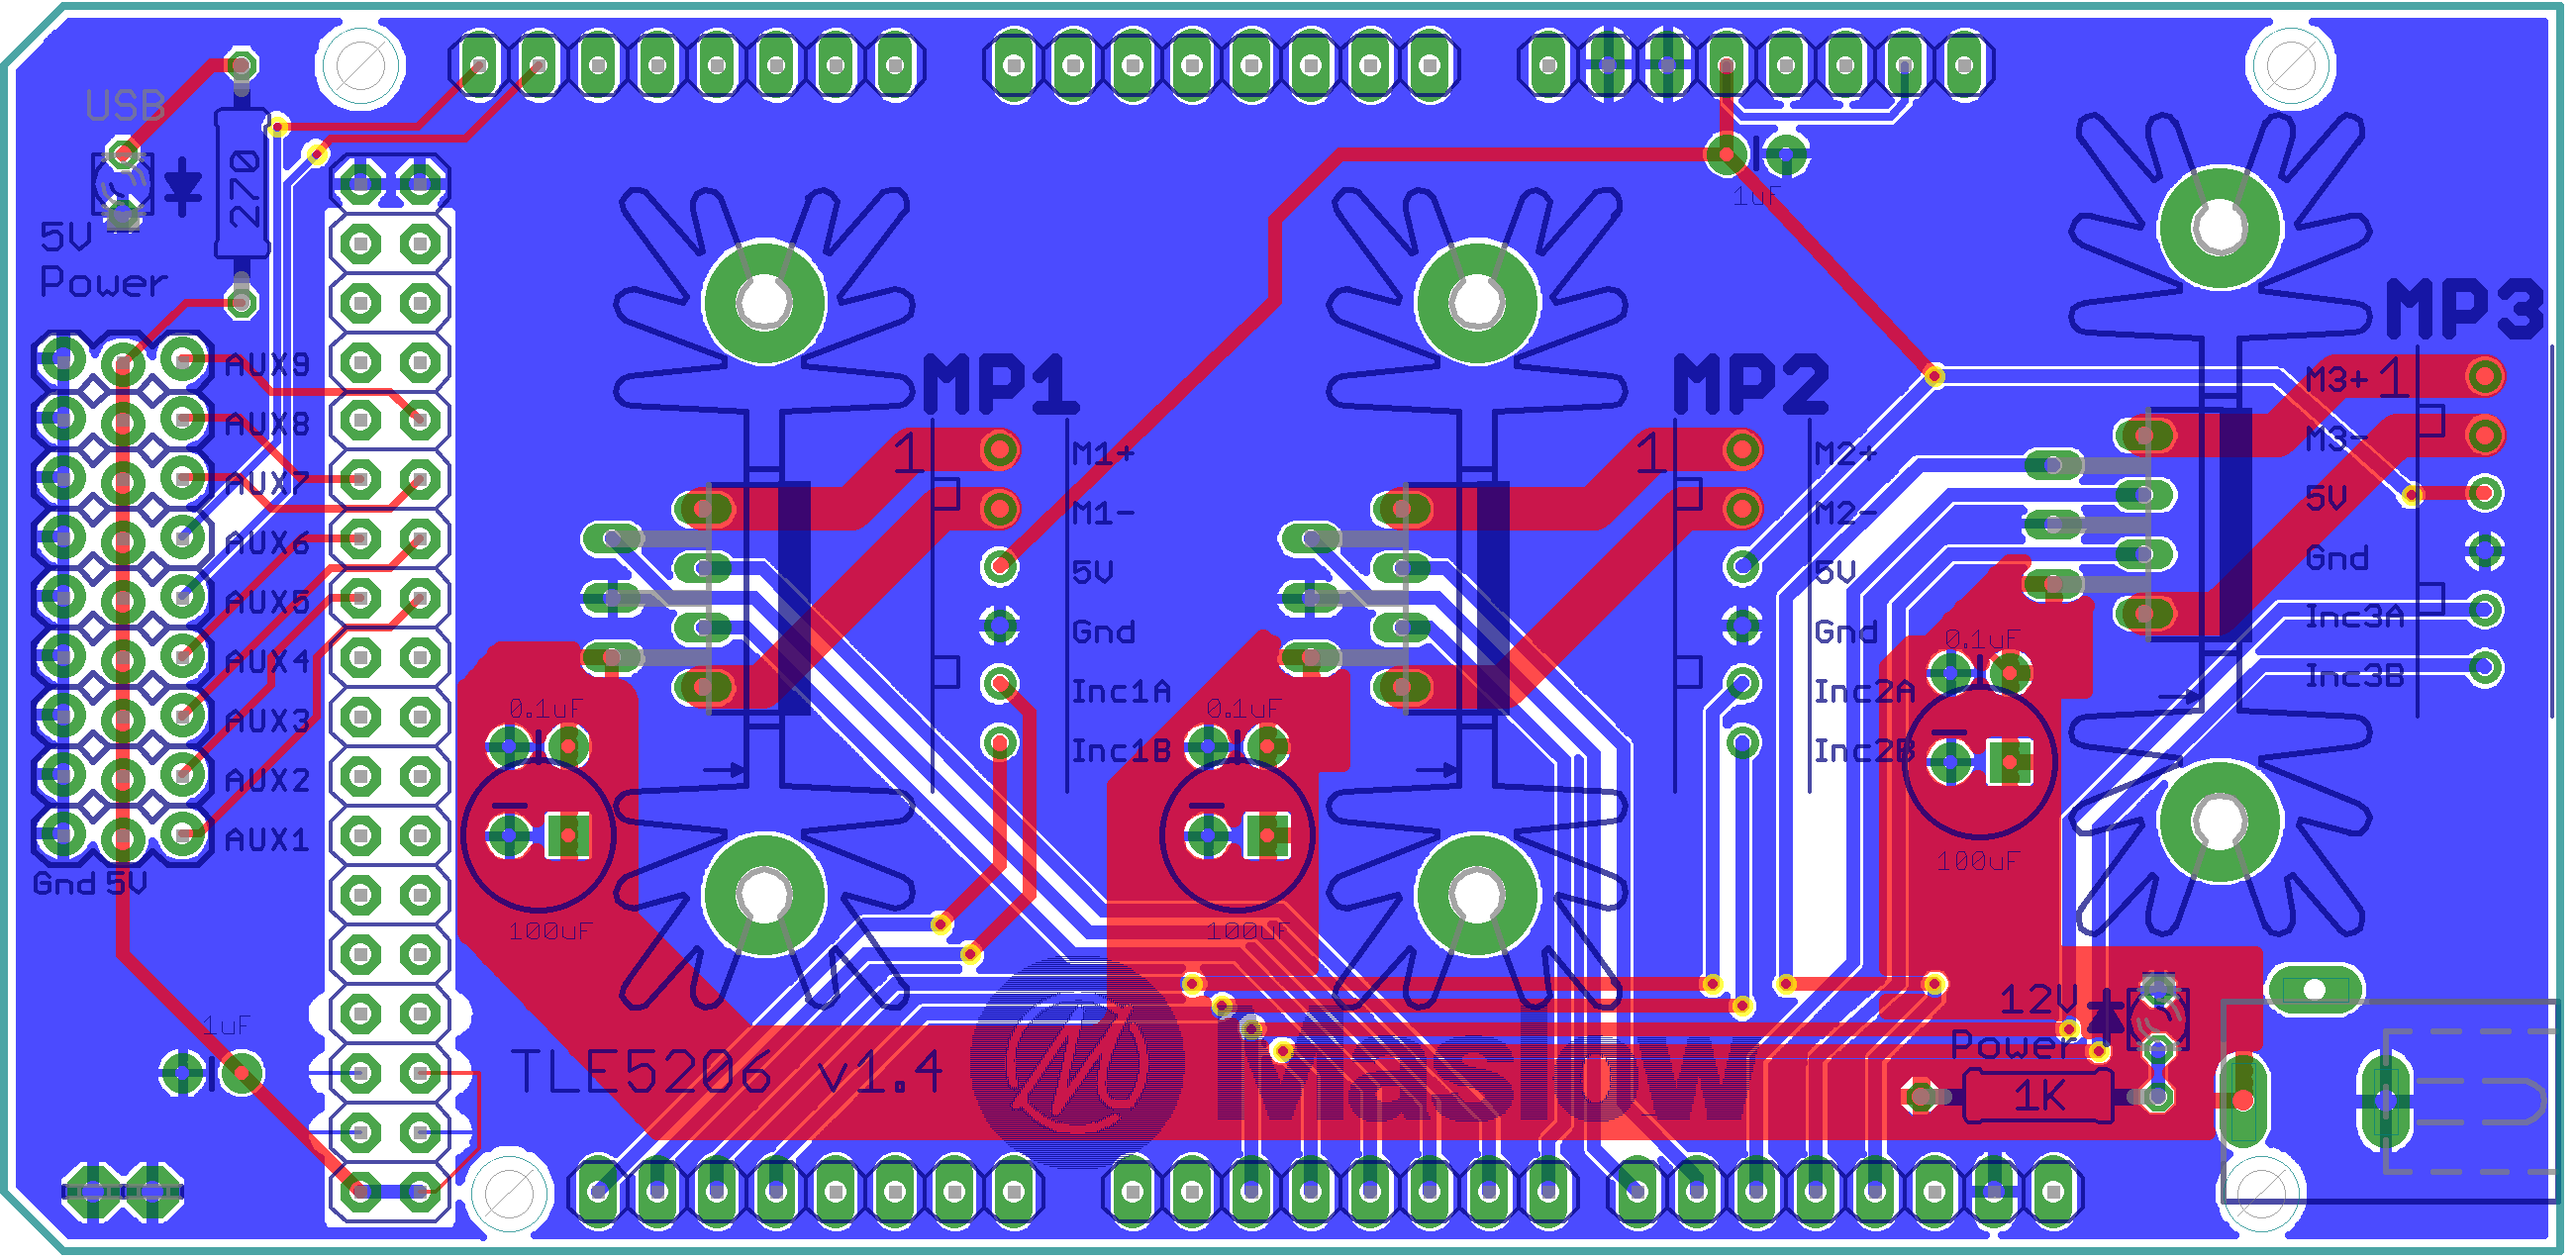 USB
270
5V
Power
1uF
MP3
MP1
MP2
M3+
1
M3-
5V
Gnd
Inc3A
Inc3B
1
M1+
M1-
5V
Gnd
Inc1A
Inc1B
1
M2+
M2-
5V
Gnd
Inc2A
Inc2B
AUX9
AUX8
AUX7
AUX6
AUX5
AUX4
AUX3
AUX2
AUX1
Gnd 5V
0.1uF
100uF
0.1uF
100uF
0.1uF
100uF
1uF
TLE5206 v1.4
M Maslow
12V
Power
1K